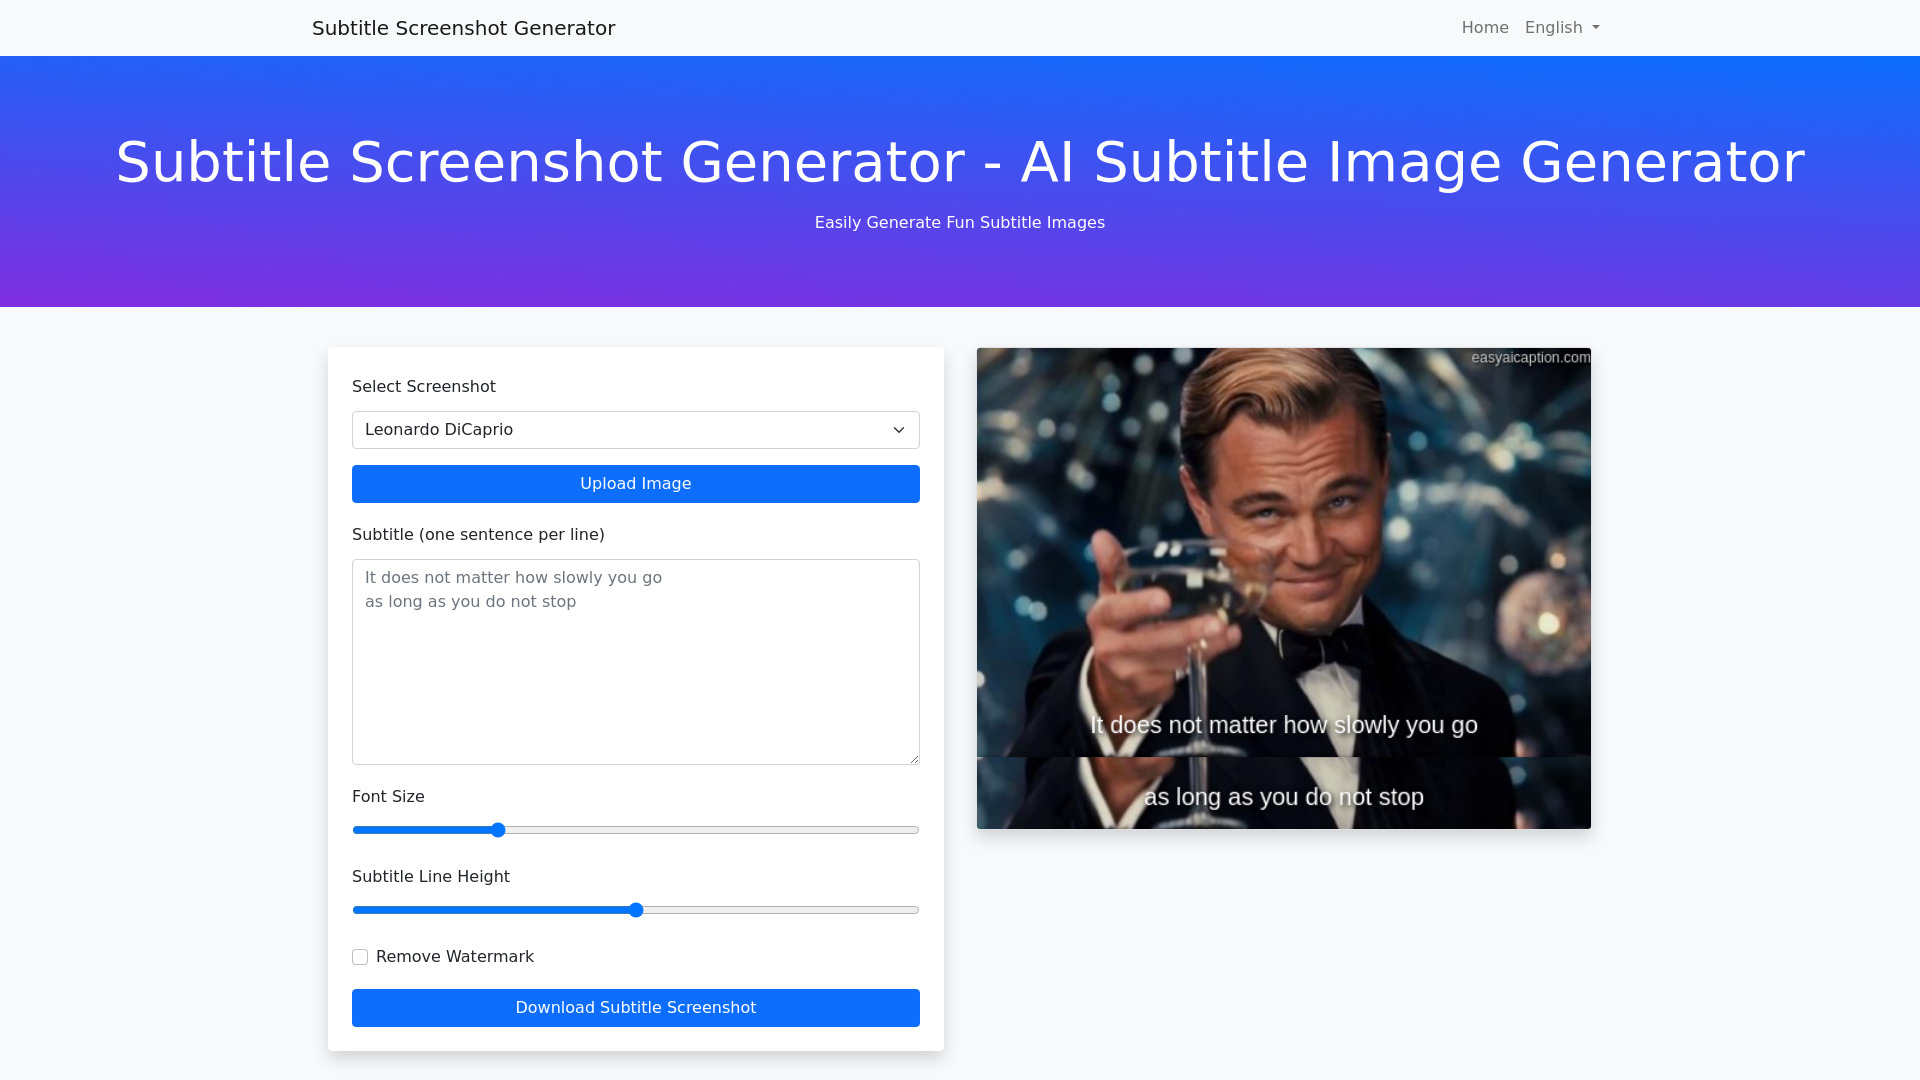 Subtitle Screenshot Generator
Home
English
Subtitle Screenshot Generator - AI Subtitle Image Generator
Easily Generate Fun Subtitle Images
Select Screenshot
Leonardo DiCaprio
Upload Image
Subtitle (one sentence per line)
It does not matter how slowly you go
as long as you do not stop
Font Size
Subtitle Line Height
Remove Watermark
Download Subtitle Screenshot
easyaicaption.com
It does not matter how slowly you go
as long as you do not stop